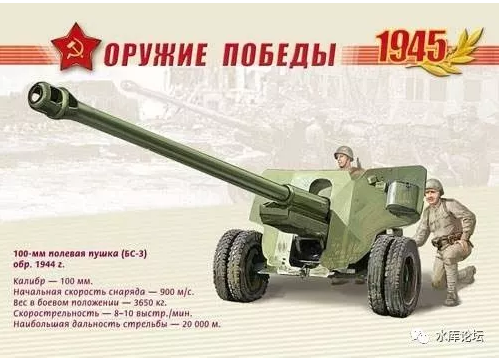 ОРУЖИЕ ПОБЕДЫ 1945
100-мм полевая пушка (БС-3)
обр. 1944 г.
Калибр — 100 мм.
Начальная скорость снаряда — 900 м/с.
Вес в боевом положении — 3650 кг.
Скорострельность — 8–10 выстр./мин.
Наибольшая дальность стрельбы — 20 000 м.
水库论坛